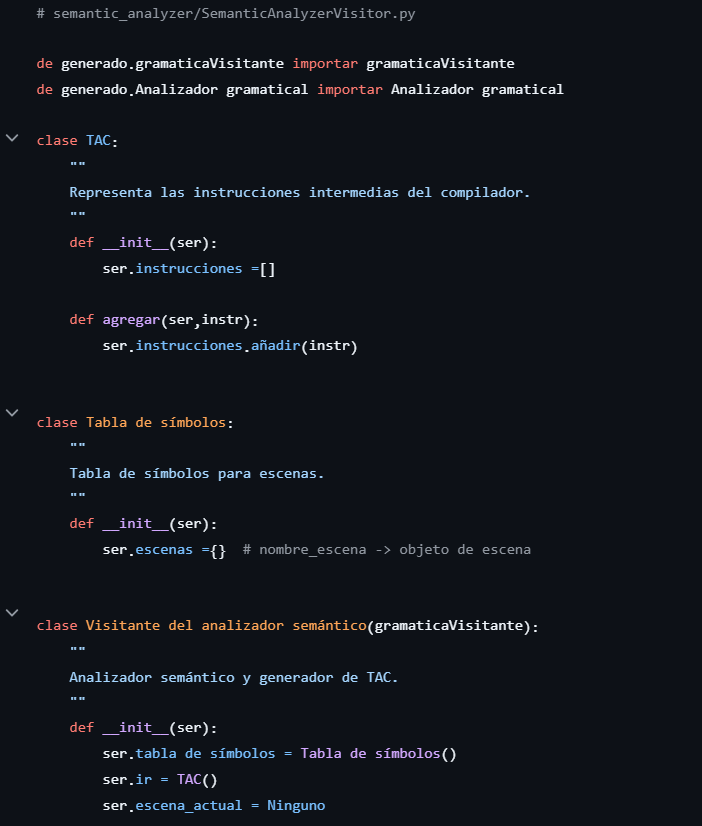 # semantic_analyzer/SemanticAnalyzerVisitor.py
de generado.gramaticaVisitante importar gramaticaVisitante
de generado.Analizador gramatical importar Analizador gramatical
clase TAC:
""
Representa las instrucciones intermedias del compilador.
""
def __init__(ser):
ser.instrucciones =[]
def agregar(ser,instr):
ser.instrucciones.añadir(instr)
clase Tabla de símbolos:
""
Tabla de símbolos para escenas.
""
def __init__(ser):
ser.escenas ={}  # nombre_escena -> objeto de escena
clase Visitante del analizador semántico(gramaticaVisitante):
""
Analizador semántico y generador de TAC.
""
def __init__(ser):
ser.tabla de símbolos = Tabla de símbolos()
ser.ir = TAC()
ser.escena_actual = Ninguno